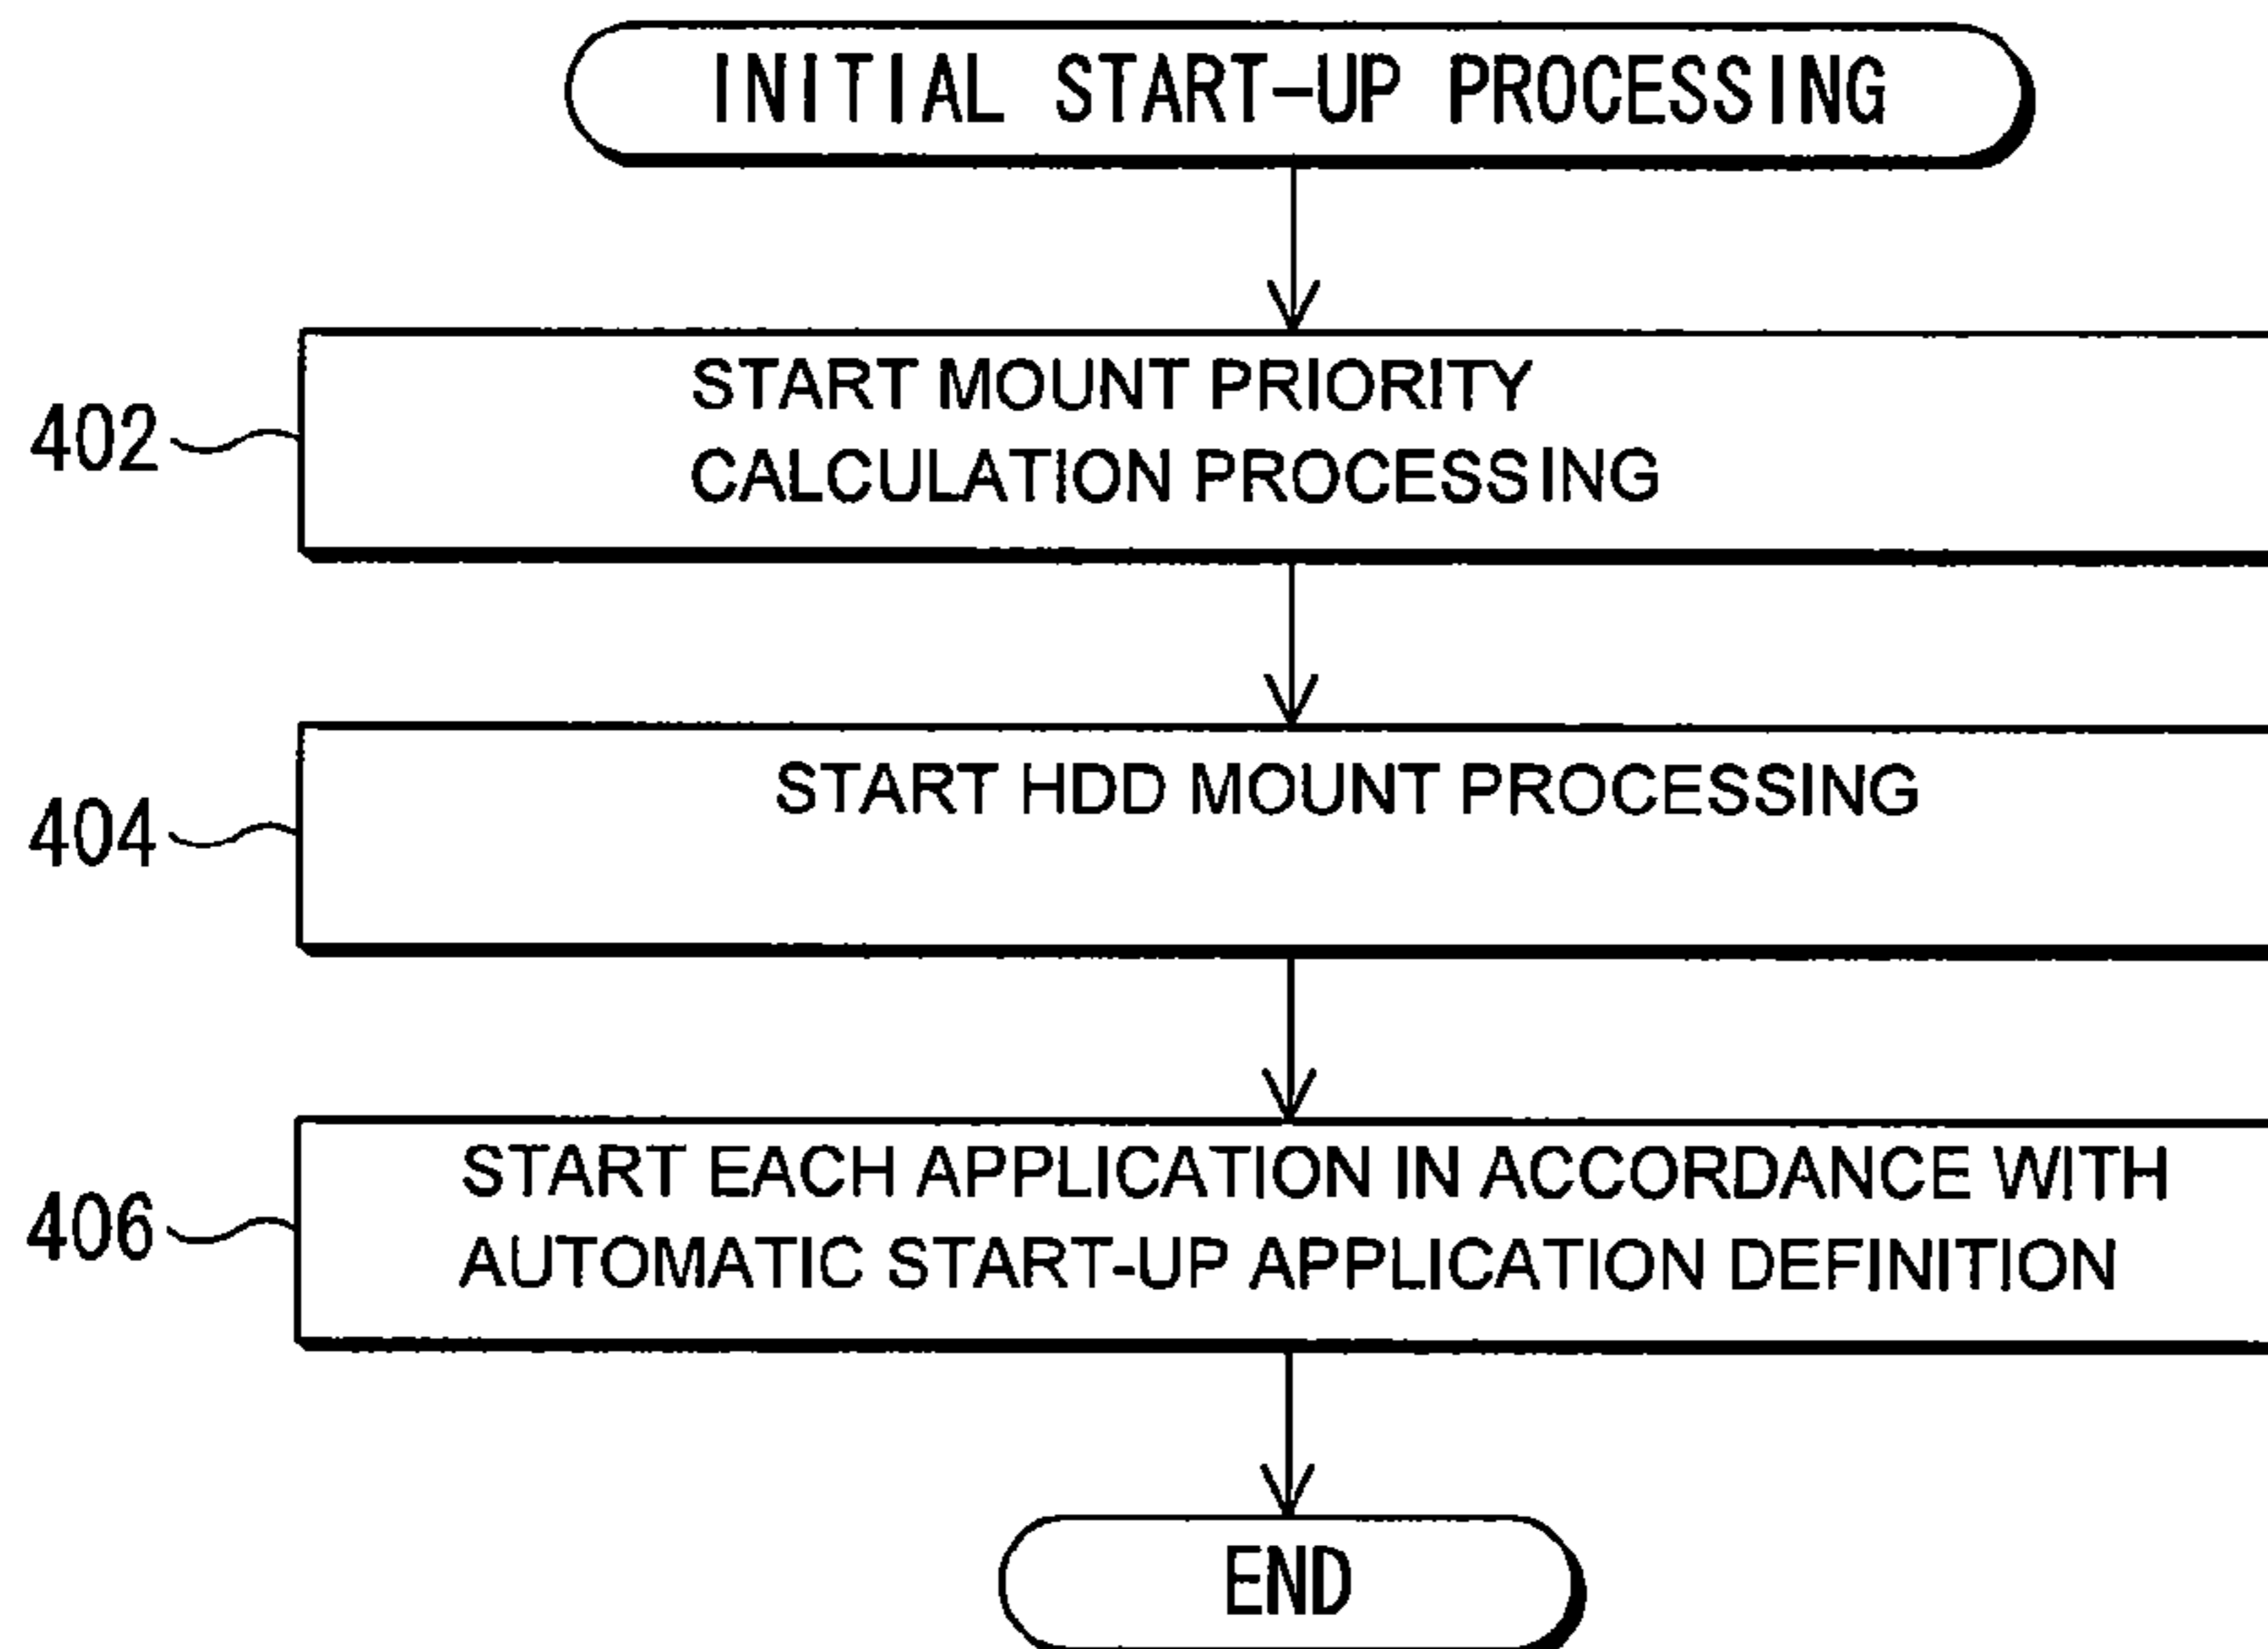 INITIAL START-UP PROCESSING
402
START MOUNT PRIORITY
CALCULATION PROCESSING
404
START HDD MOUNT PROCESSING
406
START EACH APPLICATION IN ACCORDANCE WITH
AUTOMATIC START-UP APPLICATION DEFINITION
END